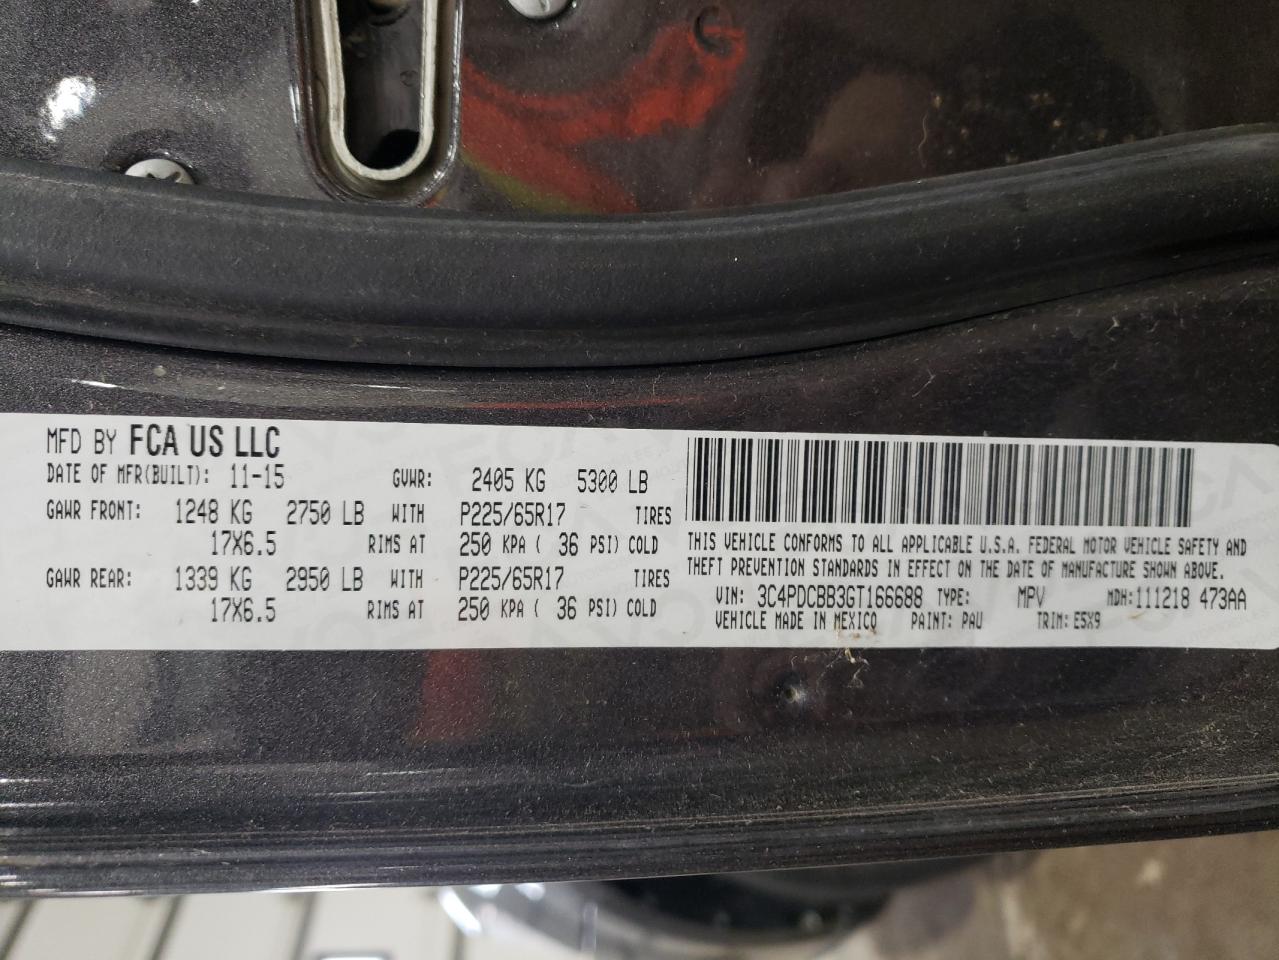 MFD BY FCA US LLC
DATE OF MFR(BUILT): 11-15 GVWR: 2405 KG 5300 LB
GAWR FRONT: 1248 KG 2750 LB WITH P225/65R17 TIRES
17X6.5 RIMS AT 250 KPA ( 36 PSI) COLD
GAWR REAR: 1339 KG 2950 LB WITH P225/65R17 TIRES
17X6.5 RIMS AT 250 KPA ( 36 PSI) COLD
THIS VEHICLE CONFORMS TO ALL APPLICABLE U.S.A. FEDERAL MOTOR VEHICLE SAFETY AND
THEFT PREVENTION STANDARDS IN EFFECT ON THE DATE OF MANUFACTURE SHOWN ABOVE.
VIN: 3C4PDCBB3GT166688 TYPE: MPV MDH:111218 473AA
VEHICLE MADE IN MEXICO PAINT: PAU TRIM: E5X9